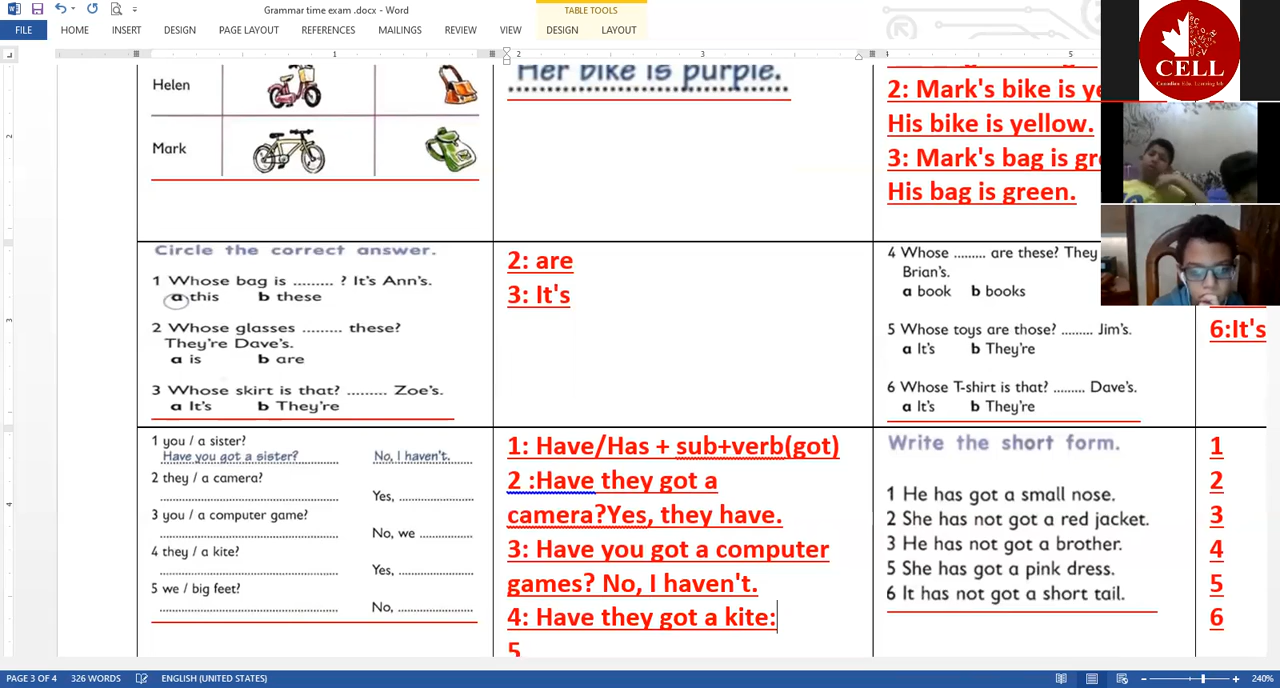 Grammar time exam .docx - Word
TABLE TOOLS
FILE
HOME
INSERT
DESIGN
PAGE LAYOUT
REFERENCES
MAILINGS
REVIEW
VIEW
DESIGN
LAYOUT
CELL
1
2
3
4
5
Helen
Mark
Her bike is purple.
2: Mark's bike is
His bike is yellow.
3: Mark's bag is
His bag is green.
Circle the correct answer.
1 Whose bag is ......... ? It's Ann's.
a this b these
2 Whose glasses ......... these?
They're Dave's.
a is b are
3 Whose skirt is that? ......... Zoe's.
a It's b They're
2: are
3: It's
4 Whose ......... are these? They
Brian's.
a book b books
5 Whose toys are those? ......... Jim's.
a It's b They're
6 Whose T-shirt is that? ......... Dave's.
a It's b They're
6:It's
1 you / a sister?
Have you got a sister? No, I haven't.
2 they / a camera?
Yes, ..................
3 you / a computer game?
No, we .............
4 they / a kite?
Yes, ..................
5 we / big feet?
No, ..................
1: Have/Has + sub+verb(got)
2 :Have they got a
camera?Yes, they have.
3: Have you got a computer
games? No, I haven't.
4: Have they got a kite:
5
Write the short form.
1 He has got a small nose.
2 She has not got a red jacket.
3 He has not got a brother.
5 She has got a pink dress.
6 It has not got a short tail.
1
2
3
4
5
6
PAGE 3 OF 4
326 WORDS
ENGLISH (UNITED STATES)
240%